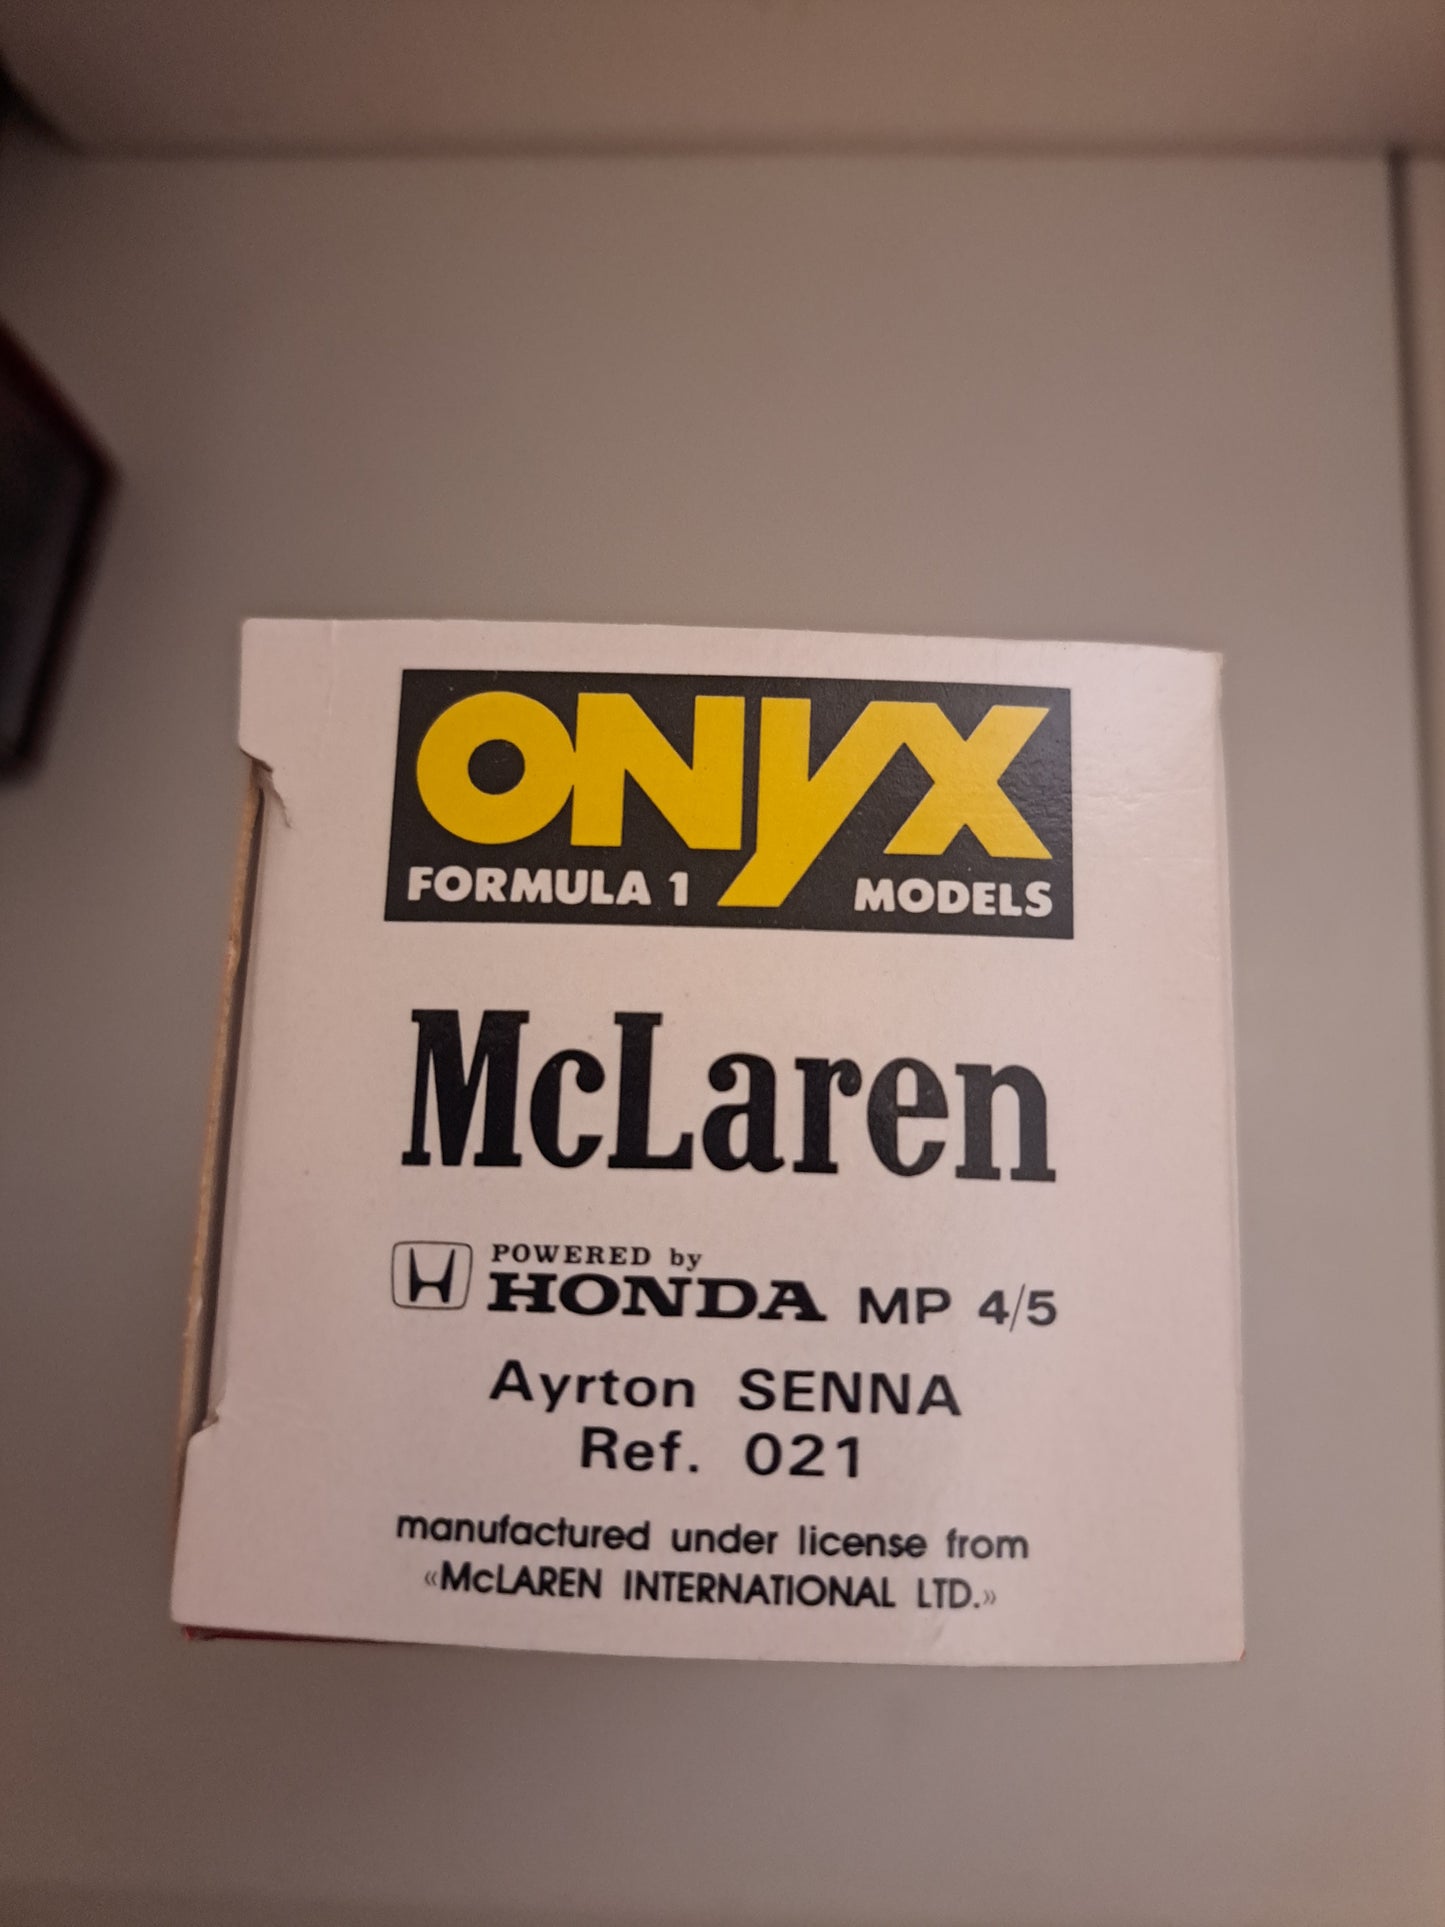 ONYX
FORMULA 1 MODELS
McLaren
POWERED by
HONDA MP 4/5
Ayrton SENNA
Ref. 021
manufactured under license from
«McLAREN INTERNATIONAL LTD.»